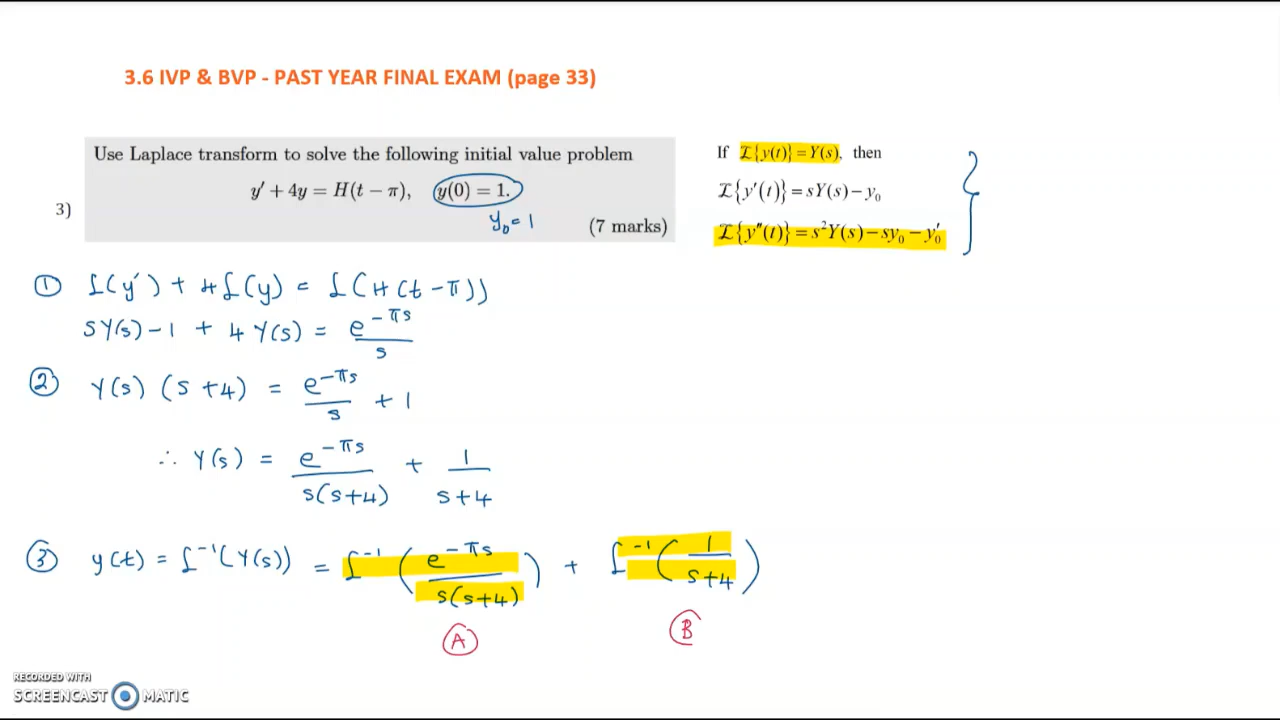 3.6 IVP & BVP - PAST YEAR FINAL EXAM (page 33)
3)
Use Laplace transform to solve the following initial value problem
y′ + 4y = H(t − π), y(0) = 1.
y₀ = 1
(7 marks)
If ℒ{y(t)} = Y(s), then
ℒ{y′(t)} = sY(s) − y₀
ℒ{y″(t)} = s²Y(s) − sy₀ − y₀′
① ℒ(y′) + 4ℒ(y) = ℒ(H(t − π))
sY(s) − 1 + 4Y(s) = e^(−πs) / s
② Y(s) (s + 4) = e^(−πs) / s + 1
∴ Y(s) = e^(−πs) / s(s+4) + 1 / s+4
③ y(t) = ℒ⁻¹(Y(s)) = ℒ⁻¹(e^(−πs) / s(s+4)) + ℒ⁻¹(1 / s+4)
Ⓐ Ⓑ
RECORDED WITH
SCREENCAST MATIC